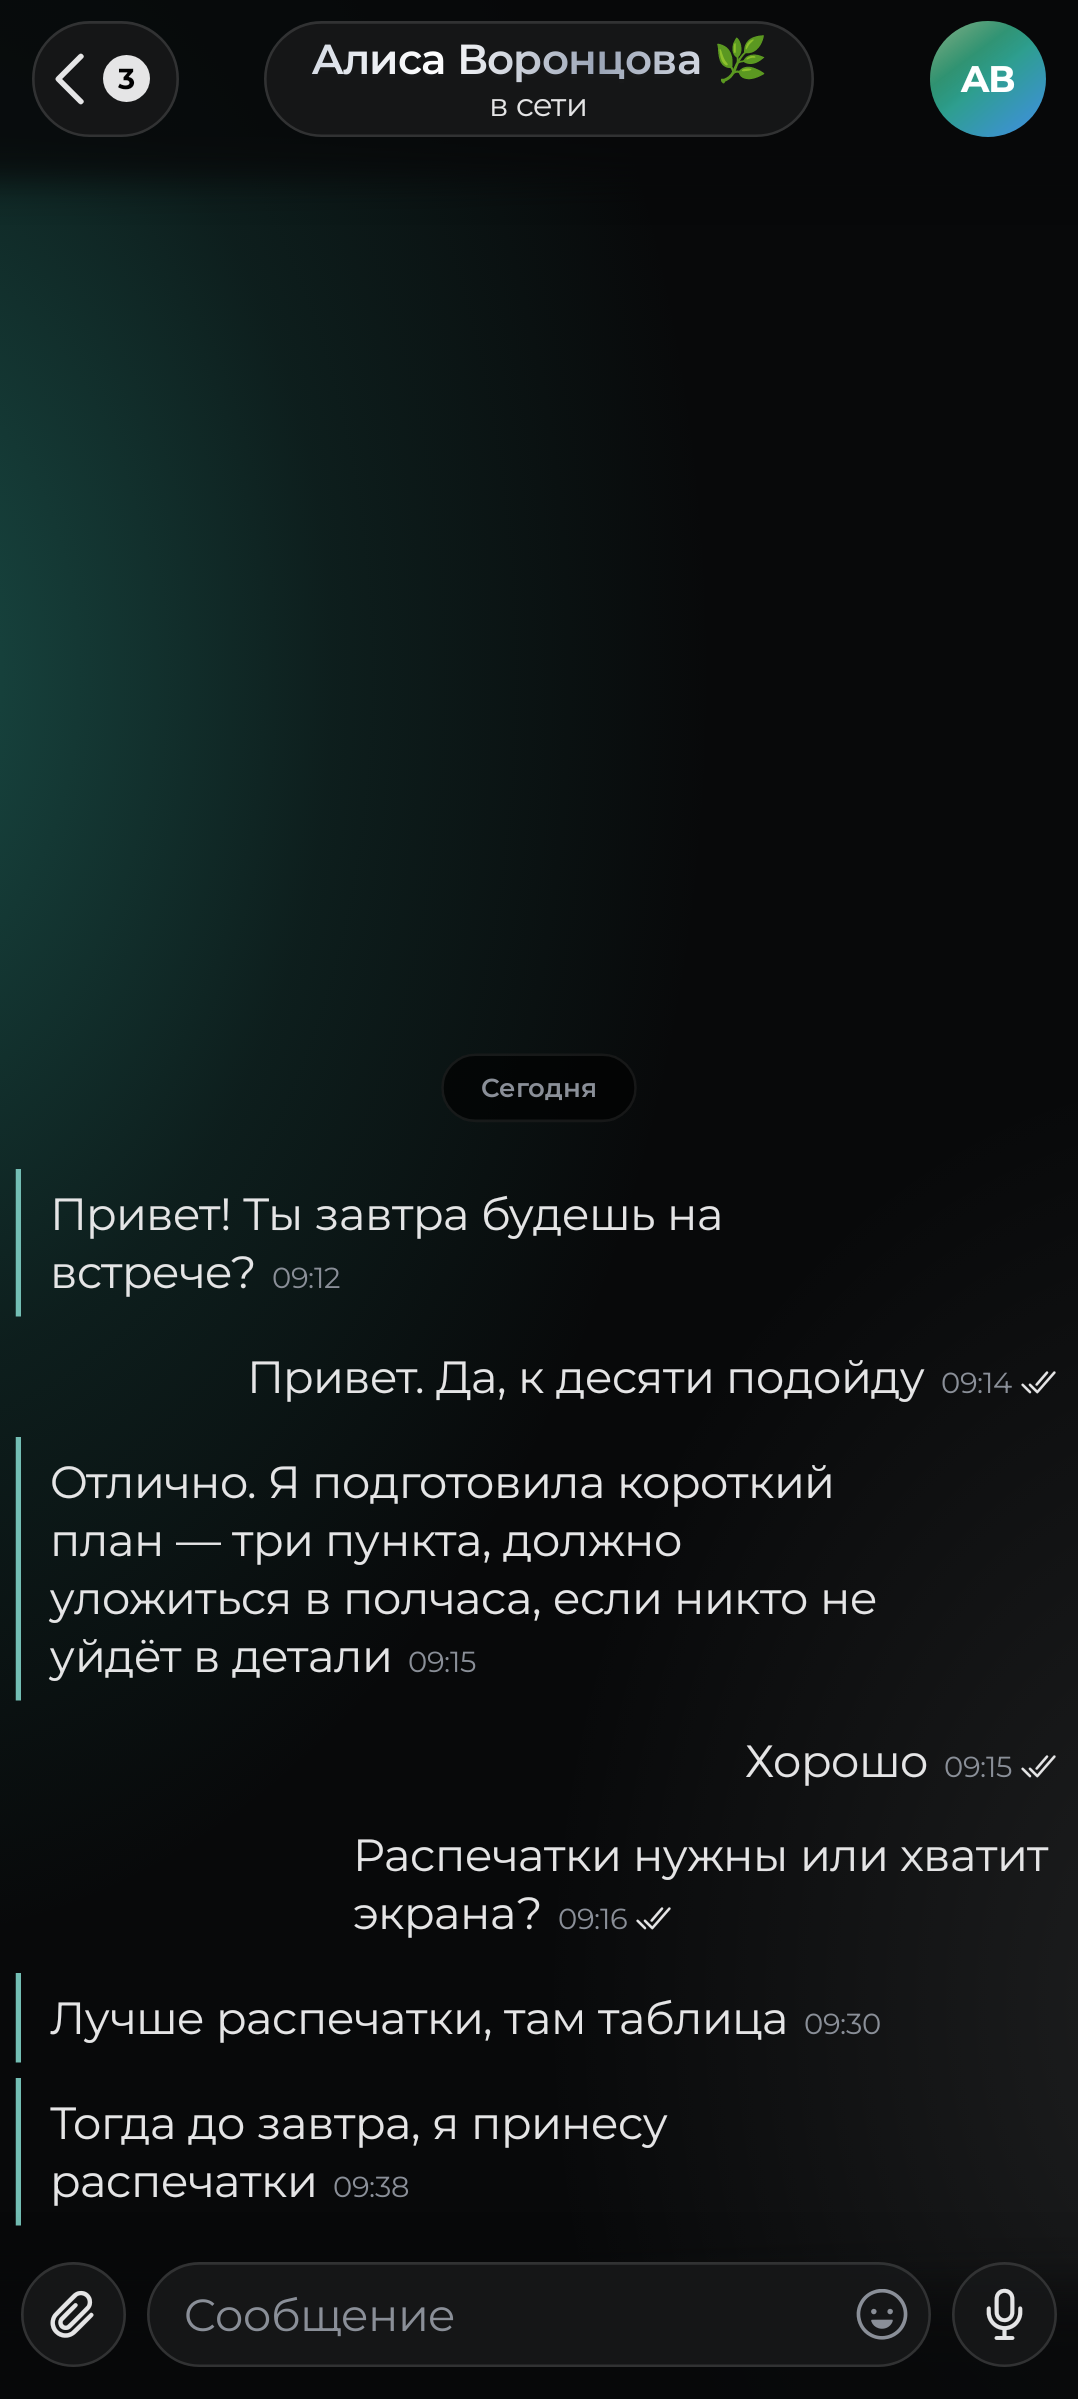 3
Алиса Воронцова 🌿
в сети
АВ
Сегодня
Привет! Ты завтра будешь на
встрече? 09:12
Привет. Да, к десяти подойду 09:14
Отлично. Я подготовила короткий
план — три пункта, должно
уложиться в полчаса, если никто не
уйдёт в детали 09:15
Хорошо 09:15
Распечатки нужны или хватит
экрана? 09:16
Лучше распечатки, там таблица 09:30
Тогда до завтра, я принесу
распечатки 09:38
Сообщение